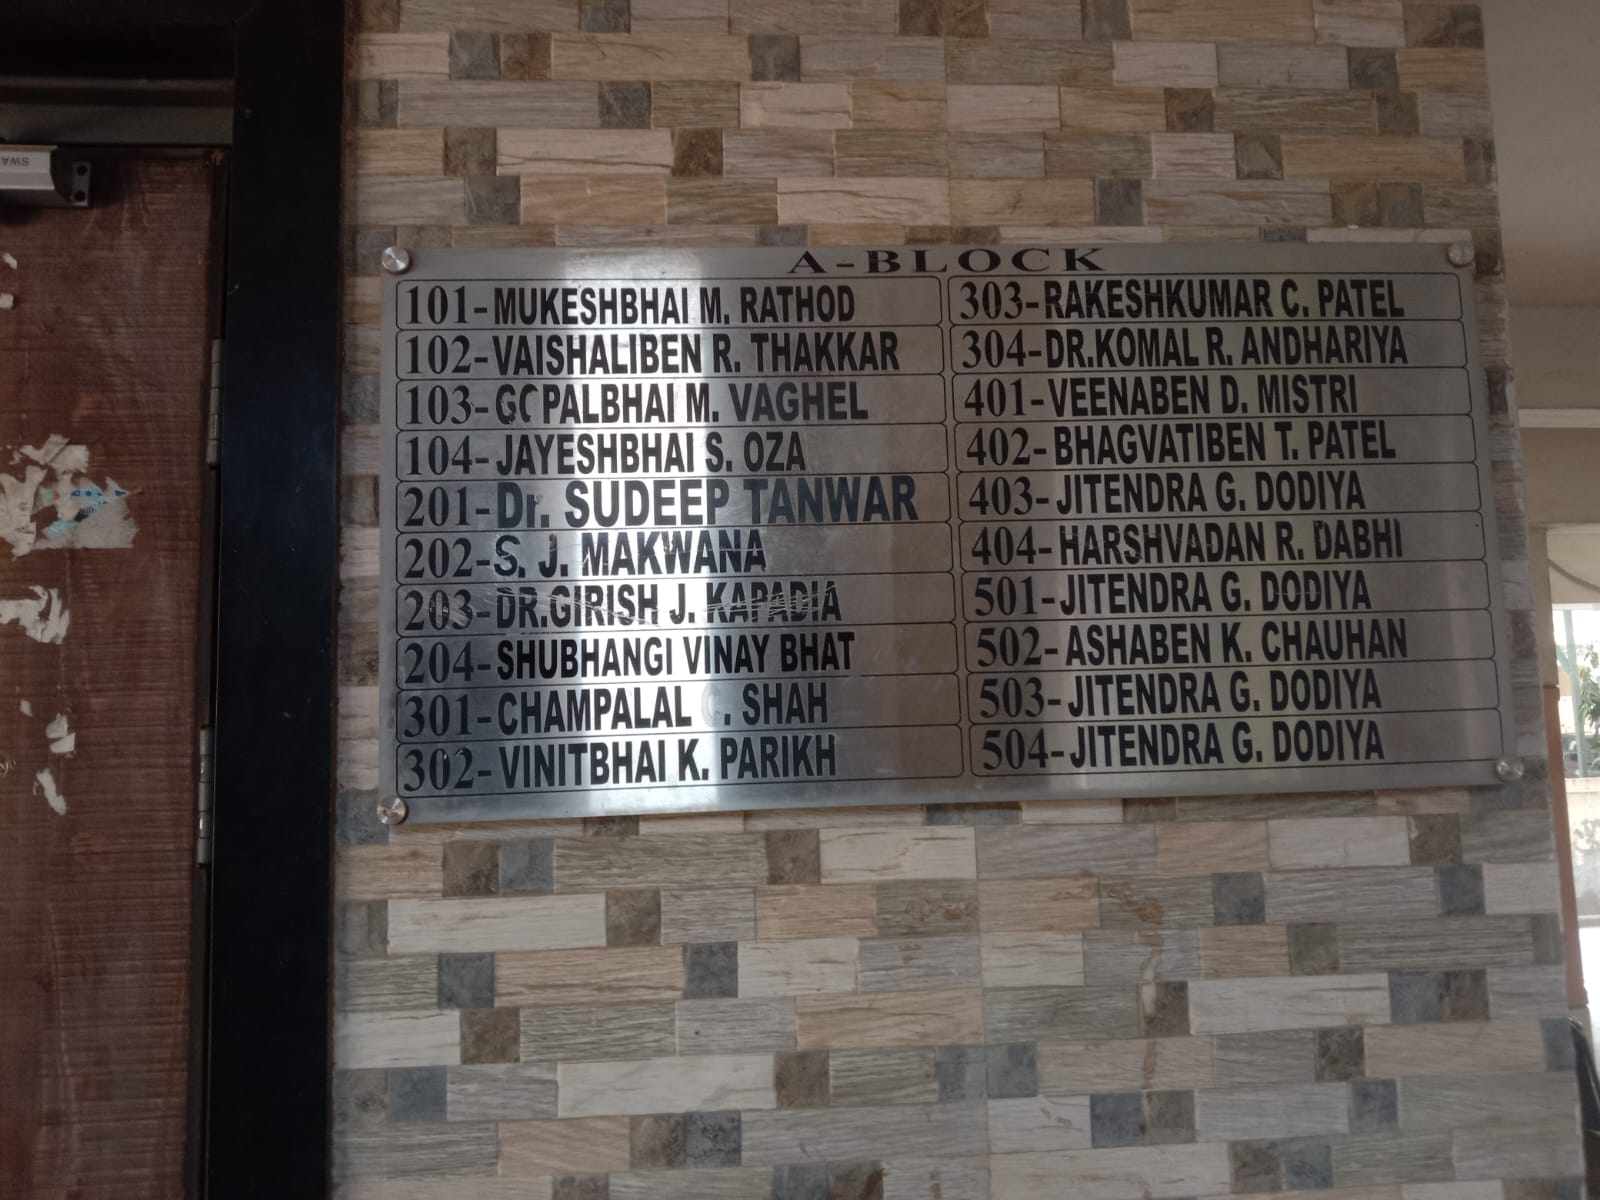 A-BLOCK
101-MUKESHBHAI M. RATHOD
102-VAISHALIBEN R. THAKKAR
103-GOPALBHAI M. VAGHEL
104-JAYESHBHAI S. OZA
201-Dr. SUDEEP TANWAR
202-S. J. MAKWANA
203-DR.GIRISH J. KAPADIA
204-SHUBHANGI VINAY BHAT
301-CHAMPALAL . SHAH
302-VINITBHAI K. PARIKH
303-RAKESHKUMAR C. PATEL
304-DR.KOMAL R. ANDHARIYA
401-VEENABEN D. MISTRI
402-BHAGVATIBEN T. PATEL
403-JITENDRA G. DODIYA
404-HARSHVADAN R. DABHI
501-JITENDRA G. DODIYA
502-ASHABEN K. CHAUHAN
503-JITENDRA G. DODIYA
504-JITENDRA G. DODIYA